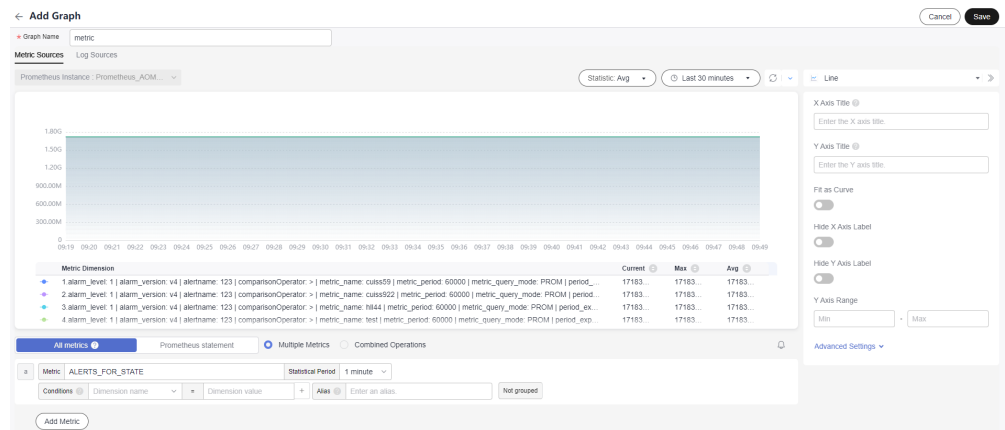 ← Add Graph
Cancel
Save
* Graph Name
metric
Metric Sources
Log Sources
Prometheus Instance : Prometheus_AOM...
Statistic: Avg
Last 30 minutes
Line
1.80G
1.50G
1.20G
900.00M
600.00M
300.00M
0
09:19 09:20 09:21 09:22 09:23 09:24 09:25 09:26 09:27 09:28 09:29 09:30 09:31 09:32 09:33 09:34 09:35 09:36 09:37 09:38 09:39 09:40 09:41 09:42 09:43 09:44 09:45 09:46 09:47 09:48 09:49
Metric Dimension Current Max Avg
1.alarm_level: 1 | alarm_version: v4 | alertname: 123 | comparisonOperator: > | metric_name: cuiss59 | metric_period: 60000 | metric_query_mode: PROM | period_... 17183... 17183... 17183...
2.alarm_level: 1 | alarm_version: v4 | alertname: 123 | comparisonOperator: > | metric_name: cuiss922 | metric_period: 60000 | metric_query_mode: PROM | period... 17183... 17183... 17183...
3.alarm_level: 1 | alarm_version: v4 | alertname: 123 | comparisonOperator: > | metric_name: hll44 | metric_period: 60000 | metric_query_mode: PROM | period_ex... 17183... 17183... 17183...
4.alarm_level: 1 | alarm_version: v4 | alertname: 123 | comparisonOperator: > | metric_name: test | metric_period: 60000 | metric_query_mode: PROM | period_exp... 17183... 17183... 17183...
All metrics
Prometheus statement
Multiple Metrics
Combined Operations
a
Metric
ALERTS_FOR_STATE
Statistical Period
1 minute
Conditions
Dimension name
=
Dimension value
+
Alias
Enter an alias.
Not grouped
Add Metric
X Axis Title
Enter the X axis title.
Y Axis Title
Enter the Y axis title.
Fit as Curve
Hide X Axis Label
Hide Y Axis Label
Y Axis Range
Min - Max
Advanced Settings